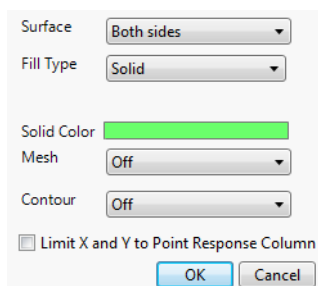 Surface Both sides
Fill Type Solid
Solid Color
Mesh Off
Contour Off
Limit X and Y to Point Response Column
OK Cancel